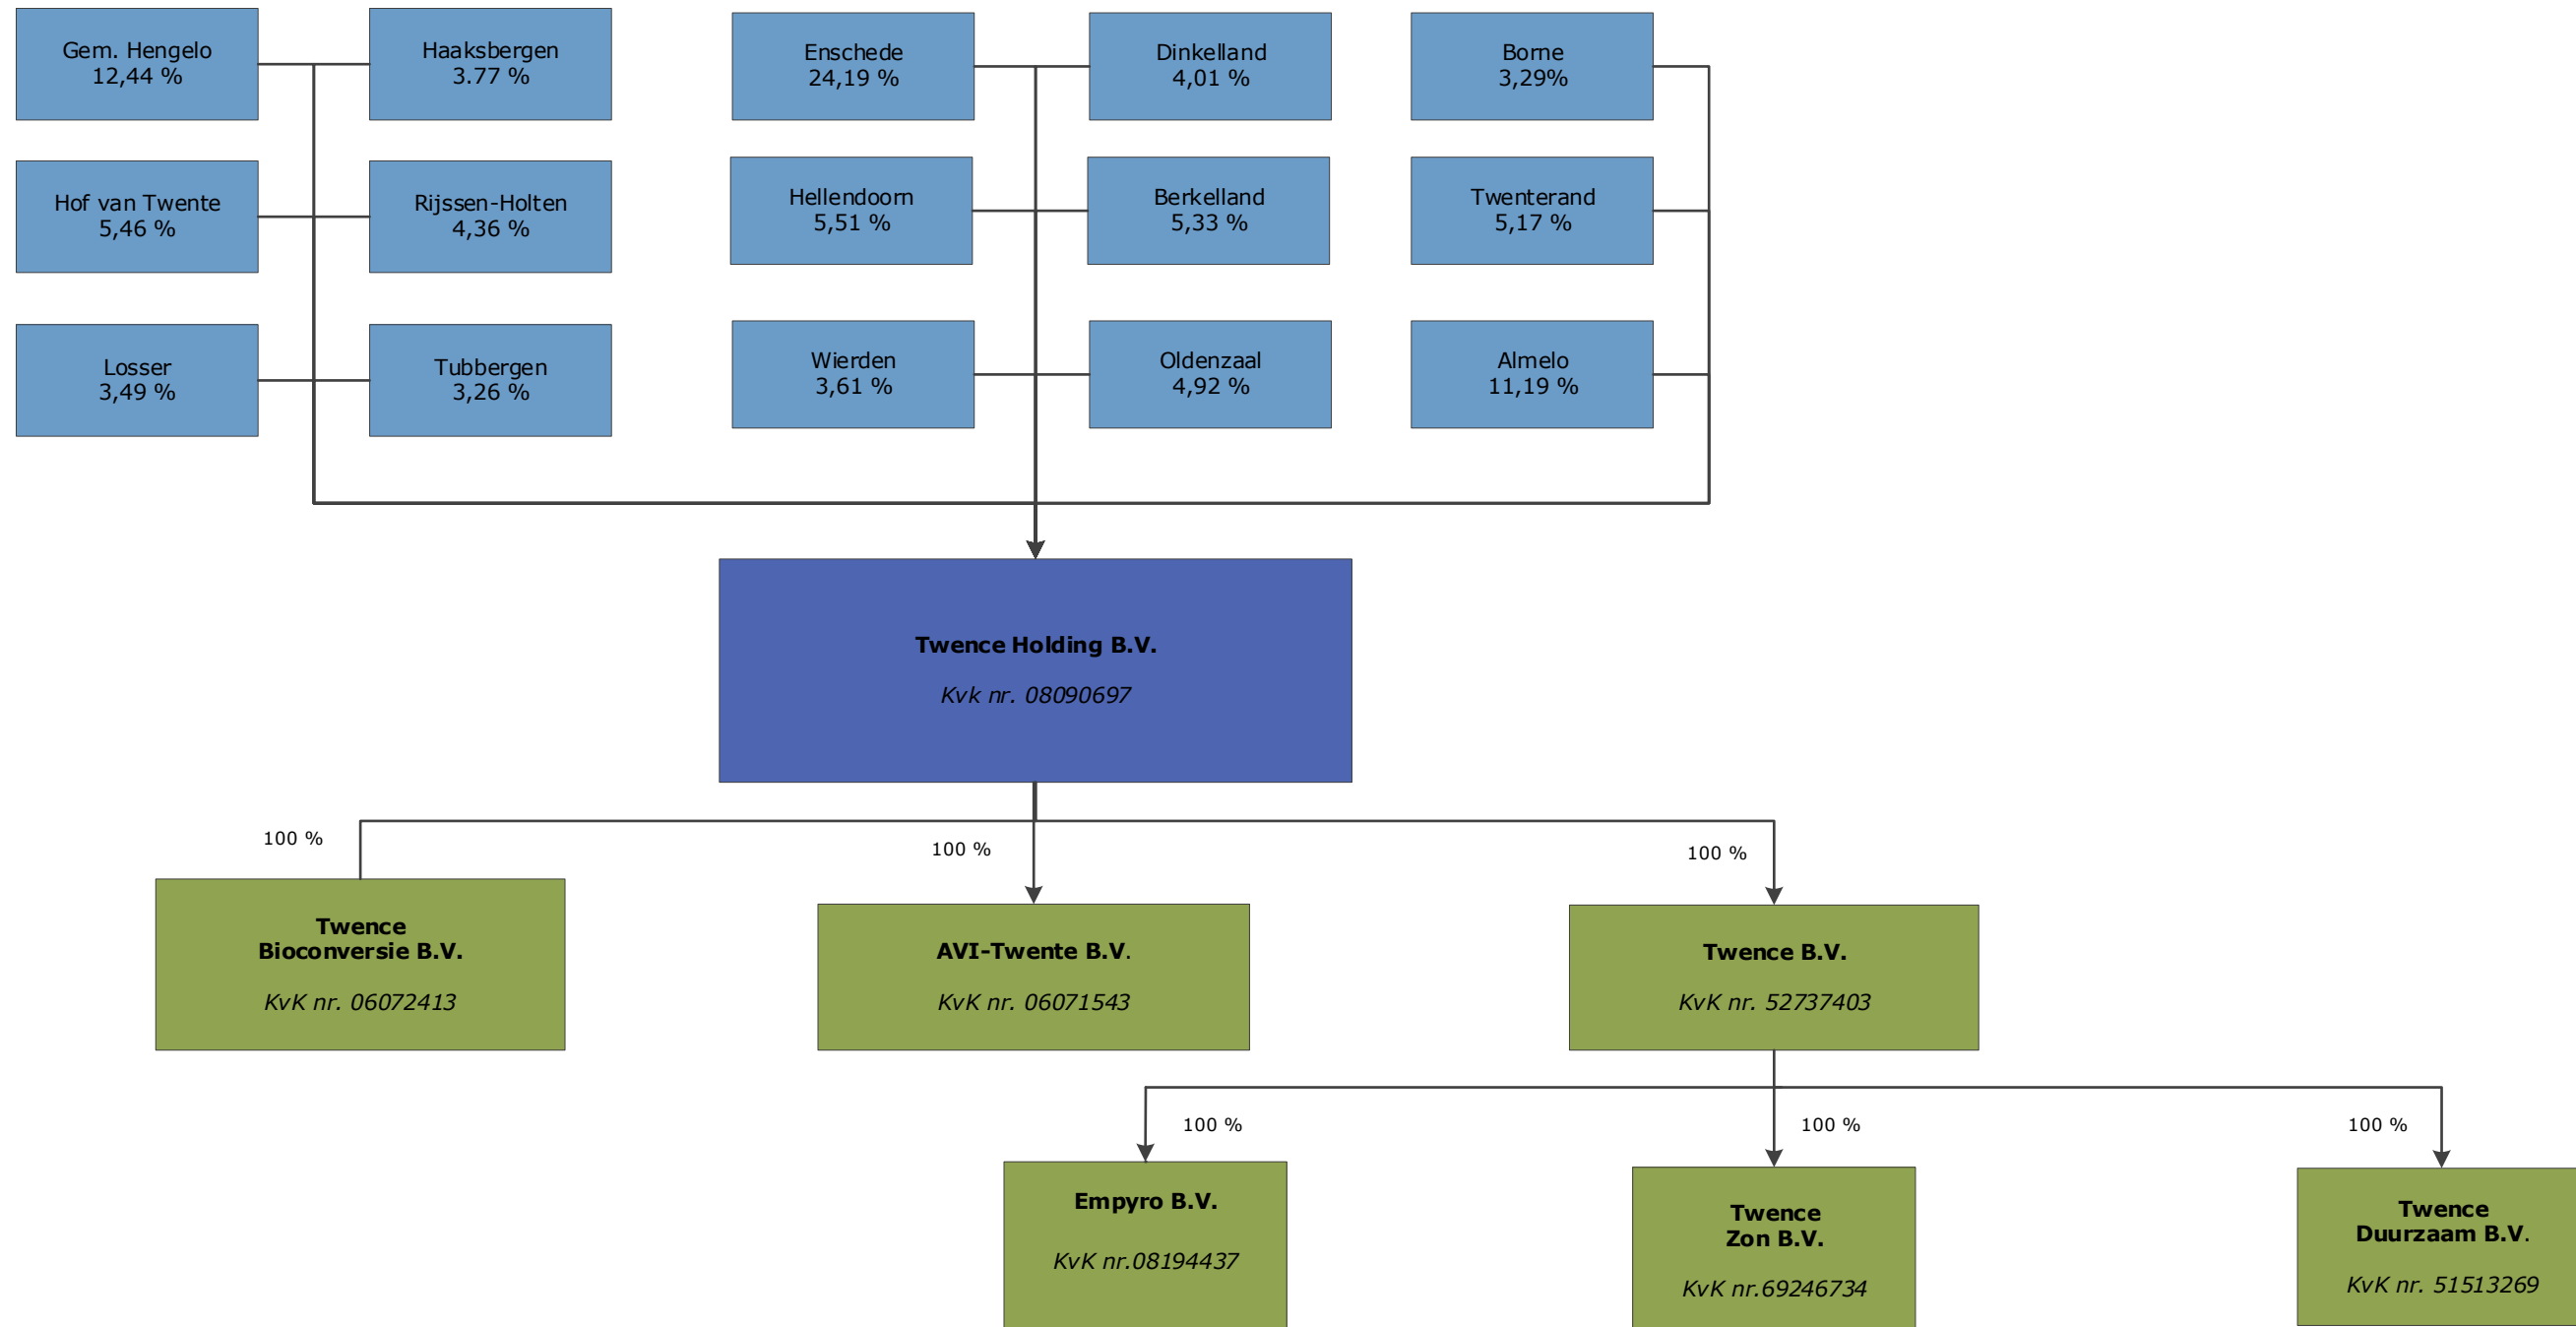 Gem. Hengelo
12,44 %
Haaksbergen
3.77 %
Enschede
24,19 %
Dinkelland
4,01 %
Borne
3,29%
Hof van Twente
5,46 %
Rijssen-Holten
4,36 %
Hellendoorn
5,51 %
Berkelland
5,33 %
Twenterand
5,17 %
Losser
3,49 %
Tubbergen
3,26 %
Wierden
3,61 %
Oldenzaal
4,92 %
Almelo
11,19 %
Twence Holding B.V.
Kvk nr. 08090697
100 %
100 %
100 %
Twence
Bioconversie B.V.
KvK nr. 06072413
AVI-Twente B.V.
KvK nr. 06071543
Twence B.V.
KvK nr. 52737403
100 %
100 %
100 %
Empyro B.V.
KvK nr.08194437
Twence
Zon B.V.
KvK nr.69246734
Twence
Duurzaam B.V.
KvK nr. 51513269